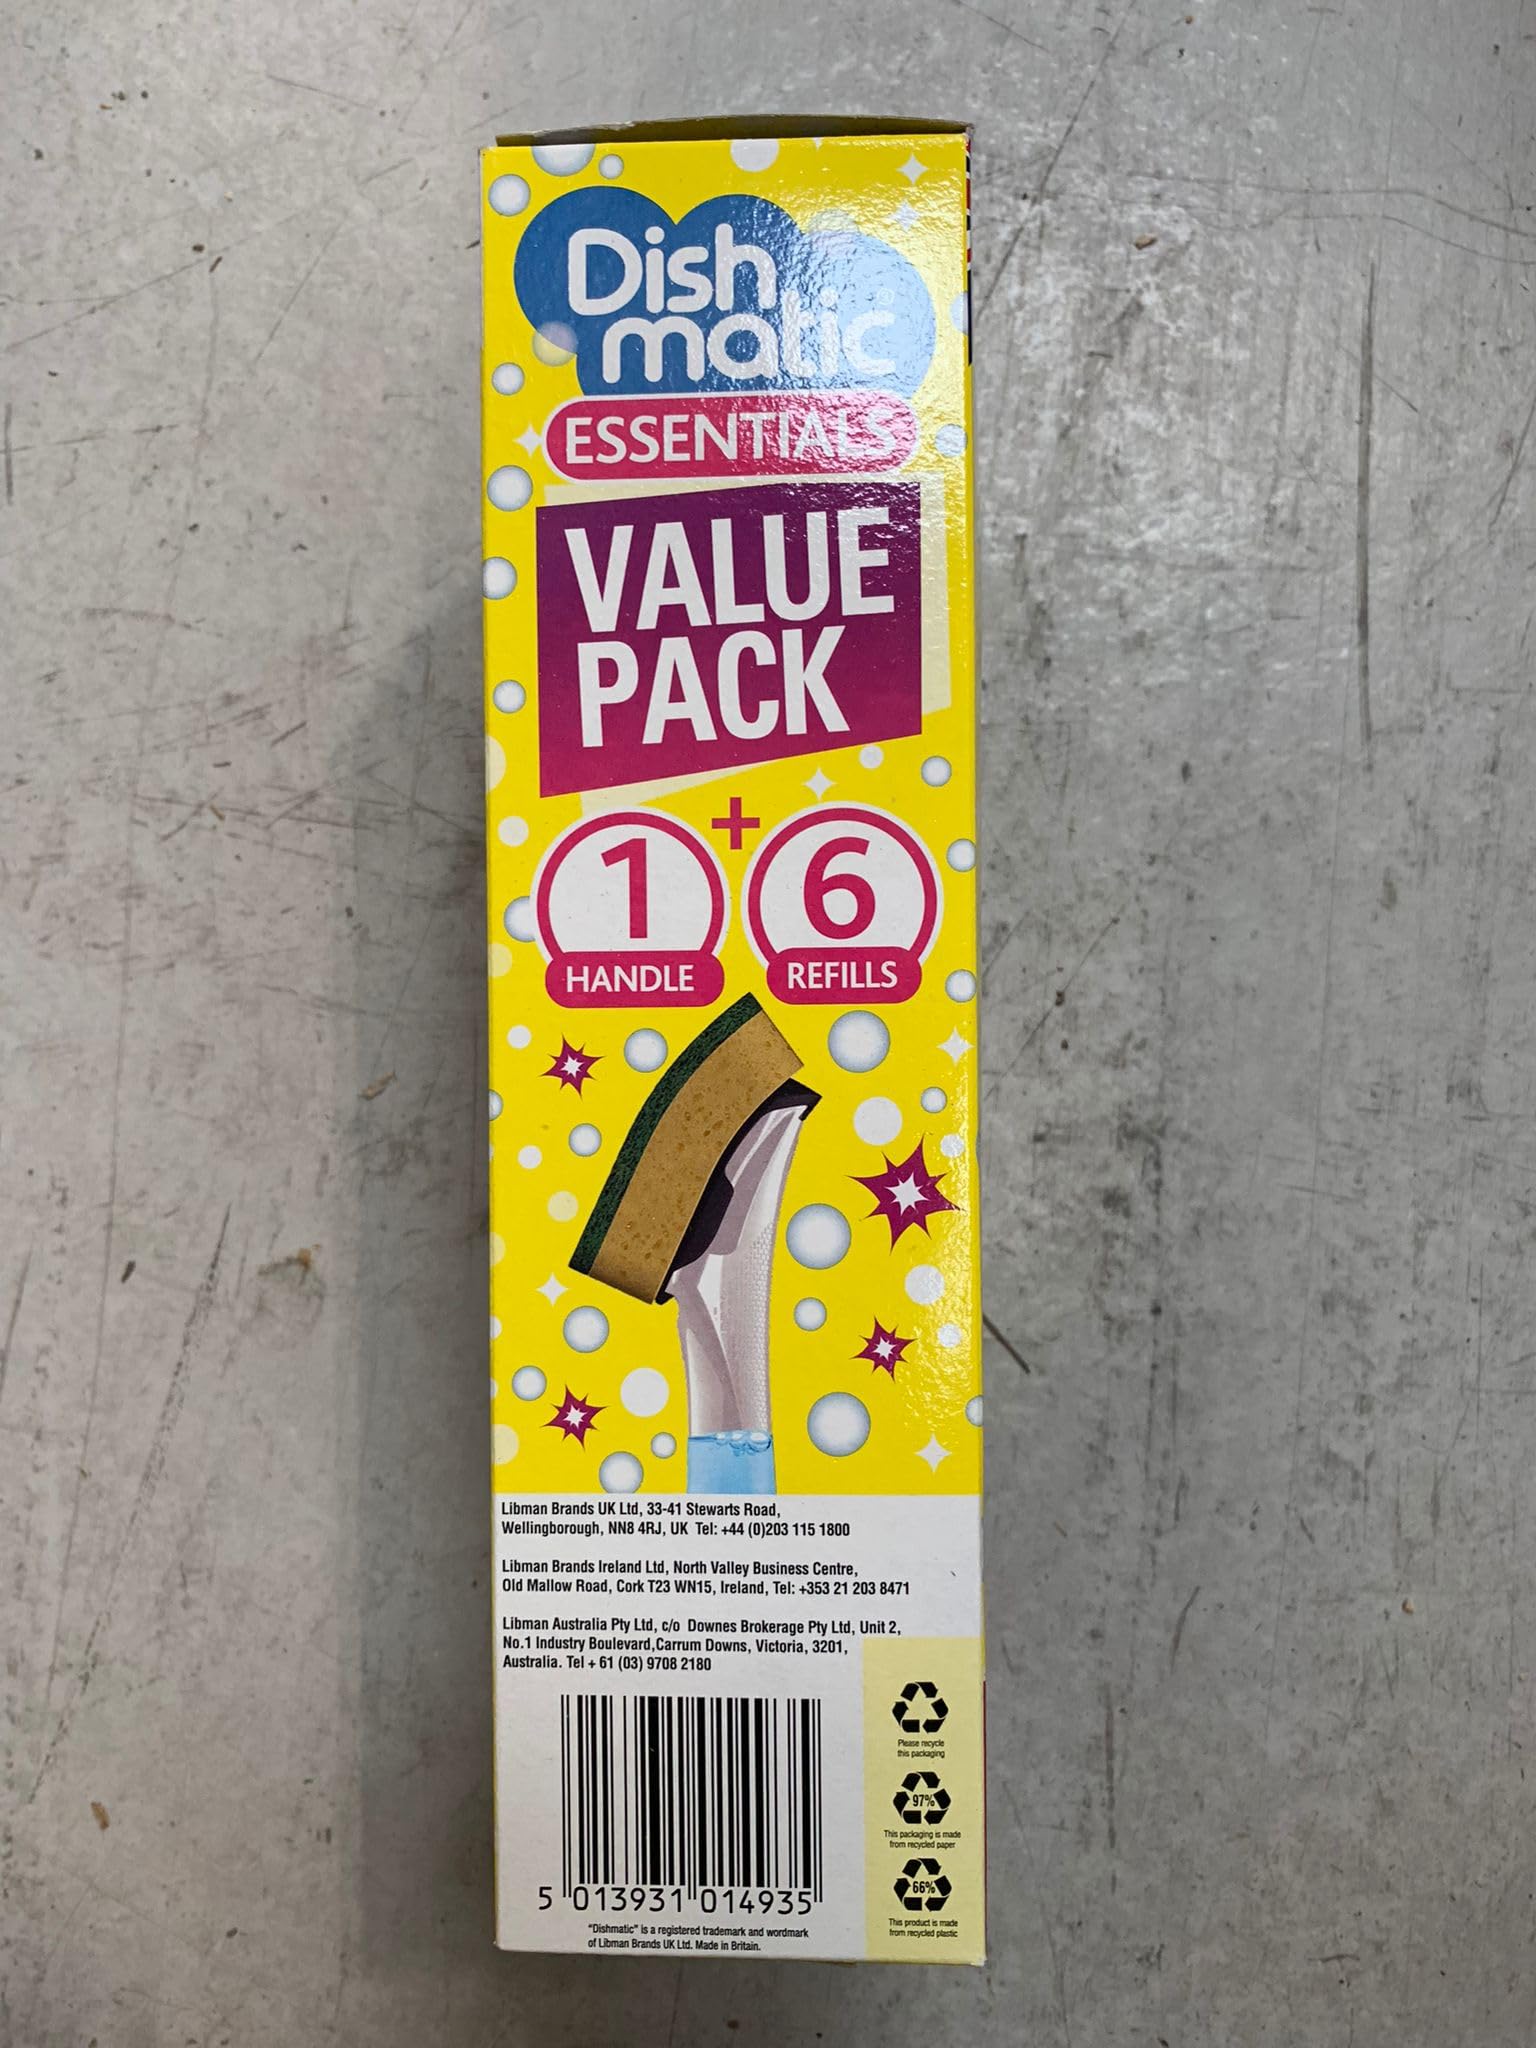 Dish
matic®
ESSENTIALS
VALUE
PACK
+
1
HANDLE
6
REFILLS
Libman Brands UK Ltd, 33-41 Stewarts Road,
Wellingborough, NN8 4RJ, UK Tel: +44 (0)203 115 1800
Libman Brands Ireland Ltd, North Valley Business Centre,
Old Mallow Road, Cork T23 WN15, Ireland, Tel: +353 21 203 8471
Libman Australia Pty Ltd, c/o Downes Brokerage Pty Ltd, Unit 2,
No.1 Industry Boulevard,Carrum Downs, Victoria, 3201,
Australia. Tel + 61 (03) 9708 2180
Please recycle
this packaging
97%
This packaging is made
from recycled paper
66%
This product is made
from recycled plastic
5 013931 014935
"Dishmatic" is a registered trademark and wordmark
of Libman Brands UK Ltd. Made in Britain.